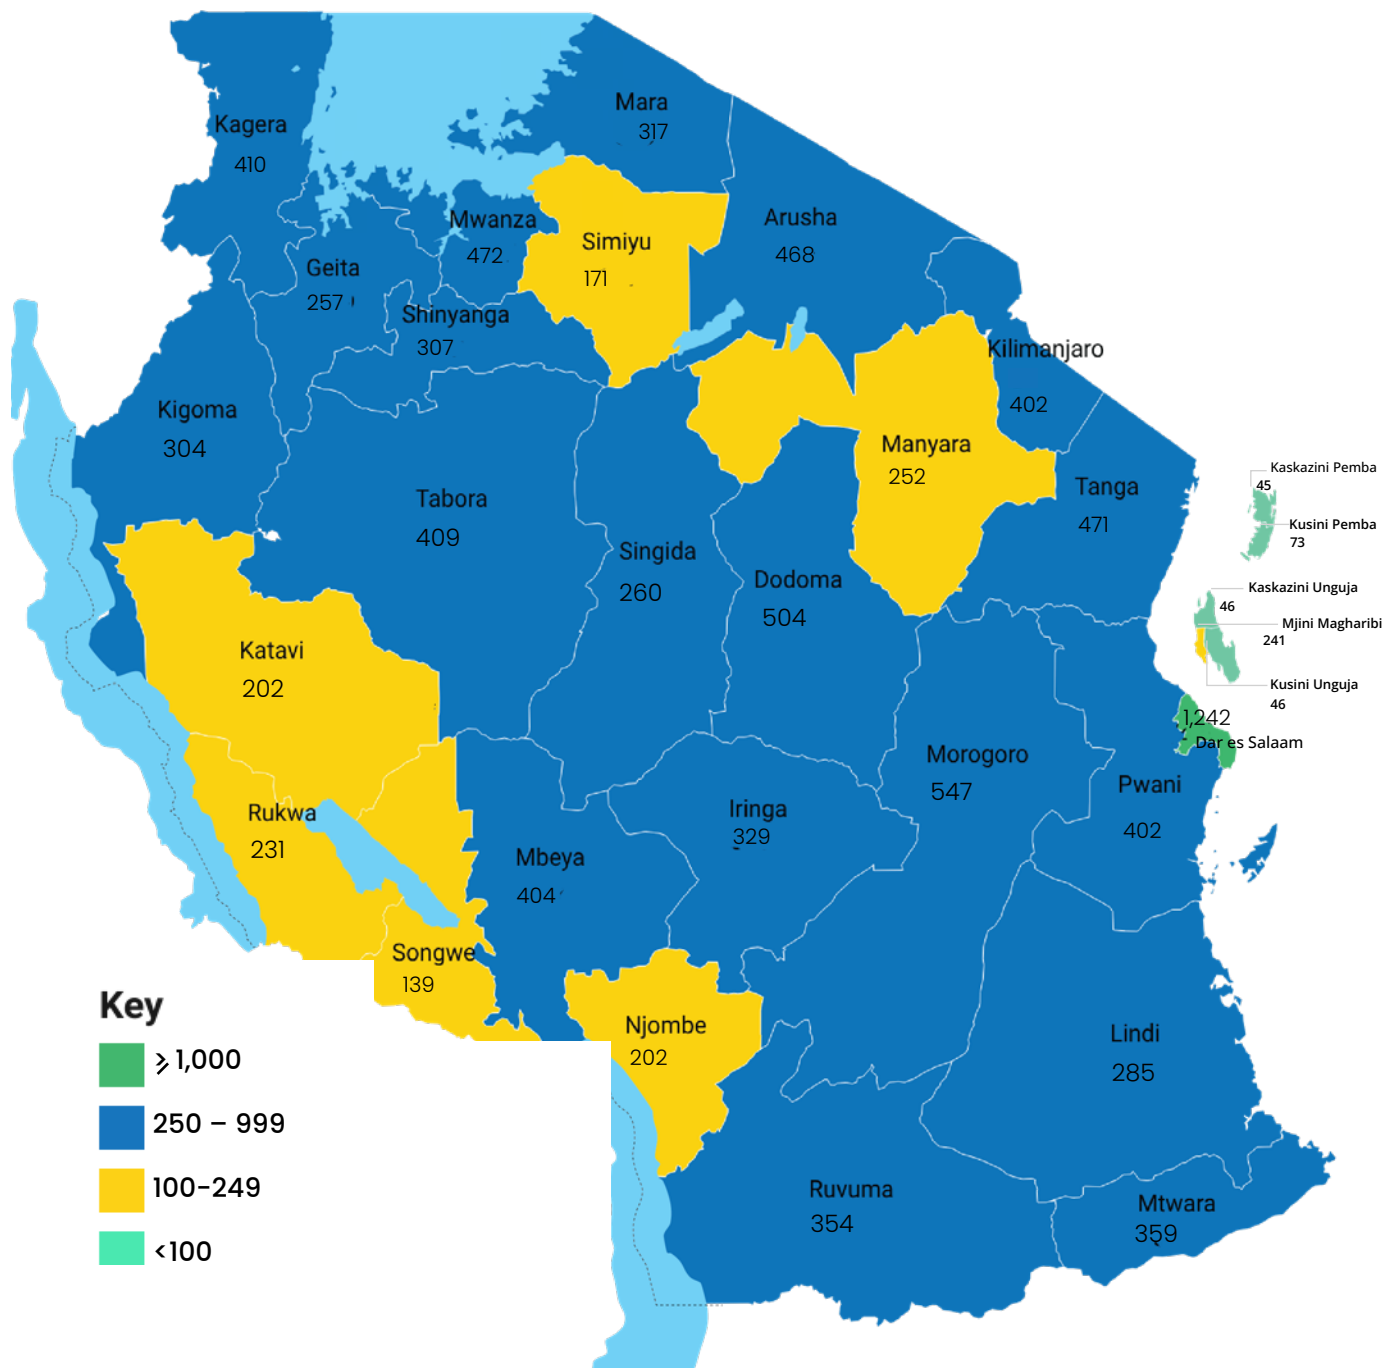 Mara
317
Kagera
410
Mwanza
472
Arusha
468
Simiyu
171
Geita
257
Shinyanga
307
Kilimanjaro
402
Kigoma
304
Manyara
252
Tanga
471
Kaskazini Pemba
45
Kusini Pemba
73
Tabora
409
Singida
260
Dodoma
504
Kaskazini Unguja
46
Mjini Magharibi
241
Kusini Unguja
46
Katavi
202
1,242
Dar es Salaam
Morogoro
547
Pwani
402
Rukwa
231
Iringa
329
Mbeya
404
Songwe
139
Njombe
202
Lindi
285
Ruvuma
354
Mtwara
359
Key
⩾ 1,000
250 – 999
100-249
<100